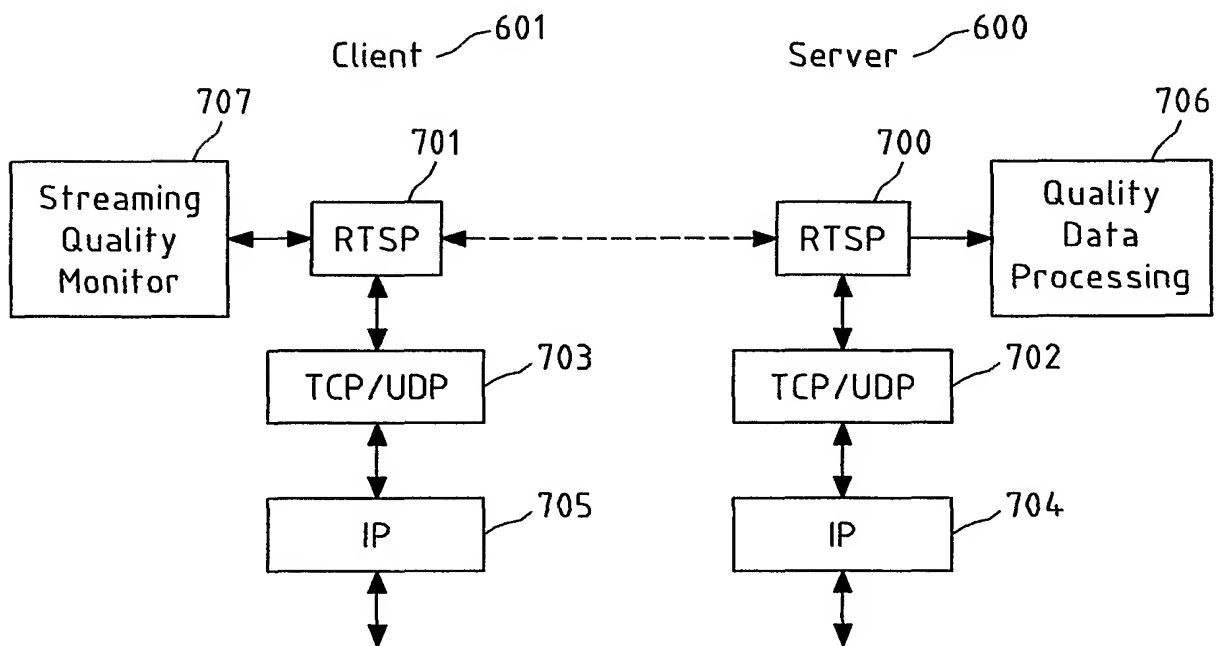 Client 601
Server 600
707
701
700
706
Streaming
Quality
Monitor
RTSP
RTSP
Quality
Data
Processing
TCP/UDP 703
TCP/UDP 702
IP 705
IP 704